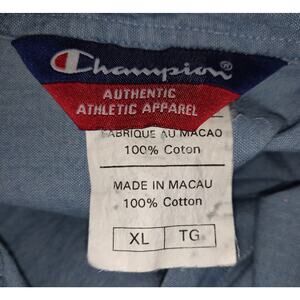 Champion
AUTHENTIC
ATHLETIC APPAREL
FABRIQUE AU MACAO
100% Coton
MADE IN MACAU
100% Cotton
XL TG